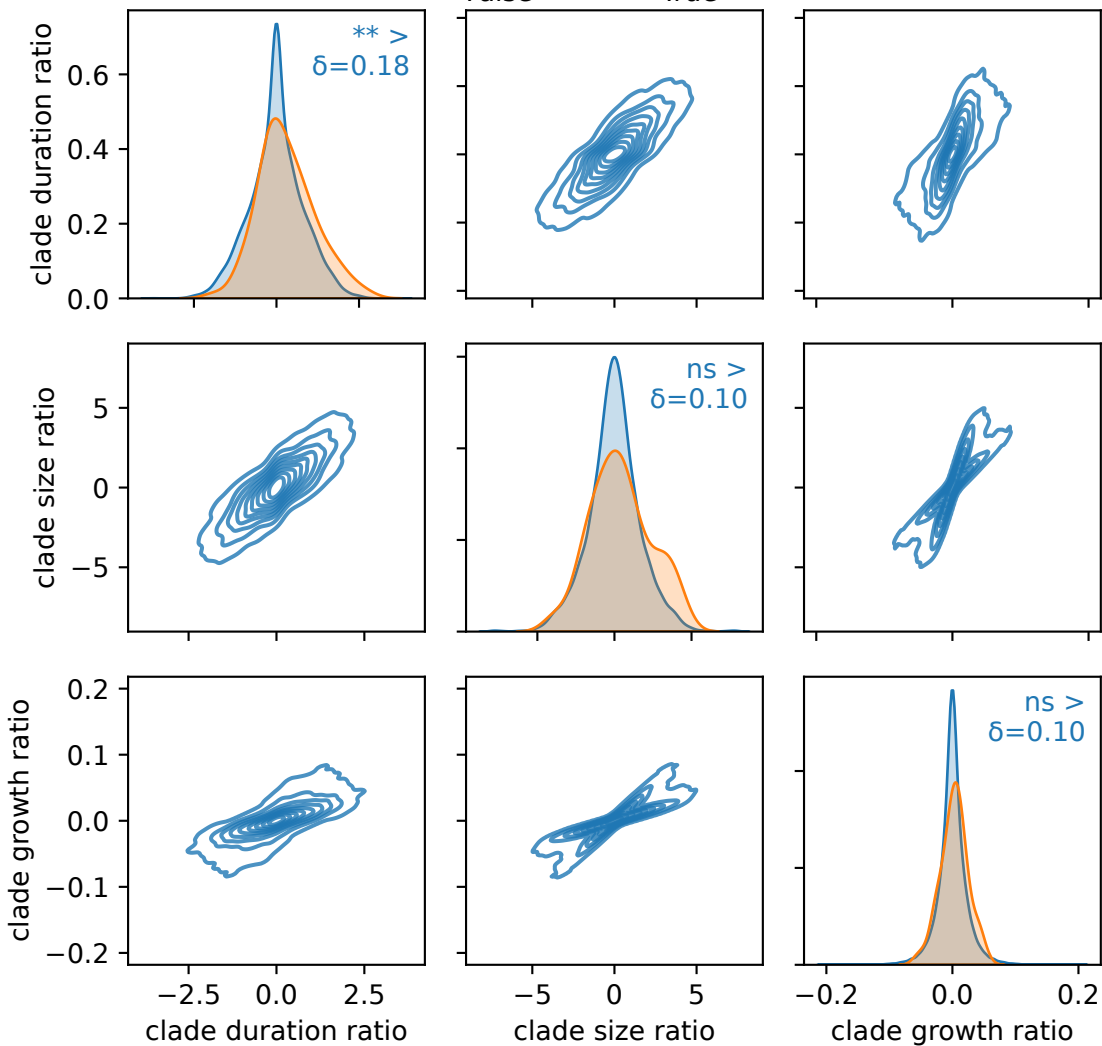 clade duration ratio
0.6
0.4
0.2
0.0
** >
δ=0.18
clade size ratio
5
0
−5
ns >
δ=0.10
clade growth ratio
0.2
0.1
0.0
−0.1
−0.2
ns >
δ=0.10
−2.5 0.0 2.5
−5 0 5
−0.2 0.0 0.2
clade duration ratio
clade size ratio
clade growth ratio